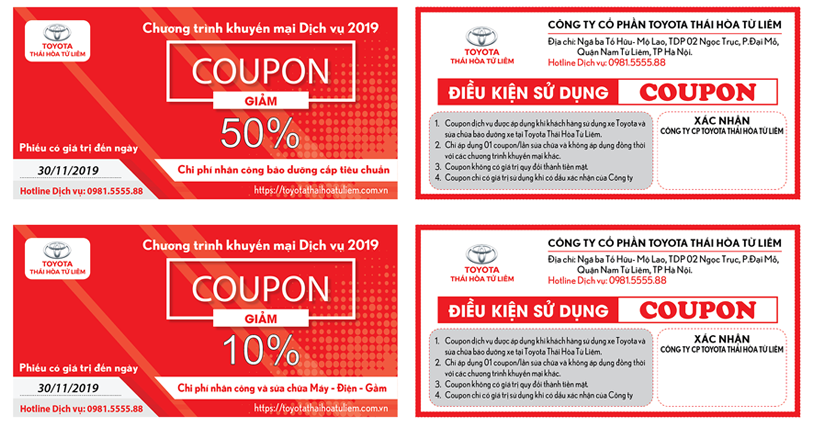 TOYOTA
THÁI HÒA TỪ LIÊM
Chương trình khuyến mại Dịch vụ 2019
COUPON
GIẢM
50%
Phiếu có giá trị đến ngày
30/11/2019
Chi phí nhân công bảo dưỡng cấp tiêu chuẩn
Hotline Dịch vụ: 0981.5555.88
https://toyotathaihoatuliem.com.vn
TOYOTA
THÁI HÒA TỪ LIÊM
CÔNG TY CỔ PHẦN TOYOTA THÁI HÒA TỪ LIÊM
Địa chỉ: Ngã ba Tố Hữu- Mộ Lao, TDP 02 Ngọc Trục, P.Đại Mỗ,
Quận Nam Từ Liêm, TP Hà Nội.
Hotline Dịch vụ: 0981.5555.88
ĐIỀU KIỆN SỬ DỤNG COUPON
1. Coupon dịch vụ được áp dụng khi khách hàng sử dụng xe Toyota và
sửa chữa bảo dưỡng xe tại Toyota Thái Hòa Từ Liêm.
2. Chỉ áp dụng 01 coupon/lần sửa chữa và không áp dụng đồng thời
với các chương trình khuyến mại khác.
3. Coupon không có giá trị quy đổi thành tiền mặt.
4. Coupon chỉ có giá trị sử dụng khi có dấu xác nhận của Công ty
XÁC NHẬN
CÔNG TY CP TOYOTA THÁI HÒA TỪ LIÊM
TOYOTA
THÁI HÒA TỪ LIÊM
Chương trình khuyến mại Dịch vụ 2019
COUPON
GIẢM
10%
Phiếu có giá trị đến ngày
30/11/2019
Chi phí nhân công và sửa chữa Máy - Điện - Gầm
Hotline Dịch vụ: 0981.5555.88
https://toyotathaihoatuliem.com.vn
TOYOTA
THÁI HÒA TỪ LIÊM
CÔNG TY CỔ PHẦN TOYOTA THÁI HÒA TỪ LIÊM
Địa chỉ: Ngã ba Tố Hữu- Mộ Lao, TDP 02 Ngọc Trục, P.Đại Mỗ,
Quận Nam Từ Liêm, TP Hà Nội.
Hotline Dịch vụ: 0981.5555.88
ĐIỀU KIỆN SỬ DỤNG COUPON
1. Coupon dịch vụ được áp dụng khi khách hàng sử dụng xe Toyota và
sửa chữa bảo dưỡng xe tại Toyota Thái Hòa Từ Liêm.
2. Chỉ áp dụng 01 coupon/lần sửa chữa và không áp dụng đồng thời
với các chương trình khuyến mại khác.
3. Coupon không có giá trị quy đổi thành tiền mặt.
4. Coupon chỉ có giá trị sử dụng khi có dấu xác nhận của Công ty
XÁC NHẬN
CÔNG TY CP TOYOTA THÁI HÒA TỪ LIÊM